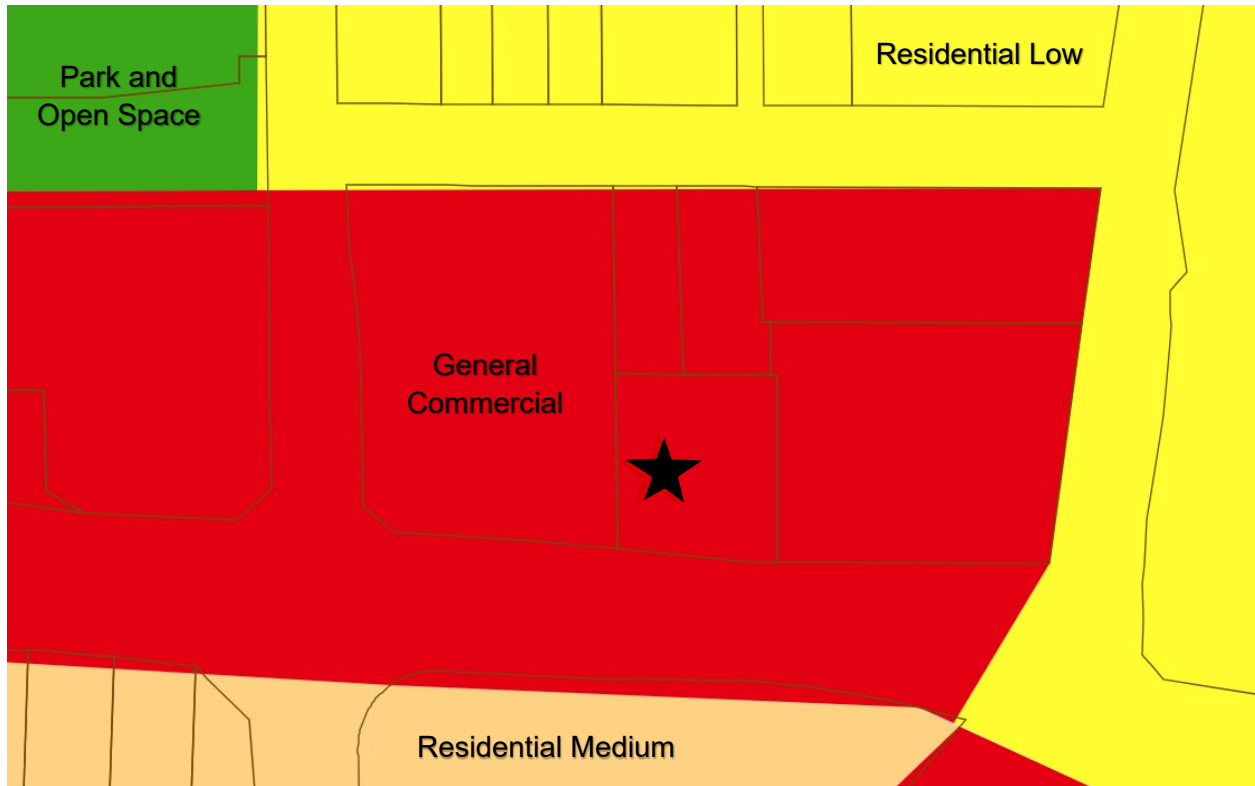 Park and
Open Space
Residential Low
General
Commercial
Residential Medium